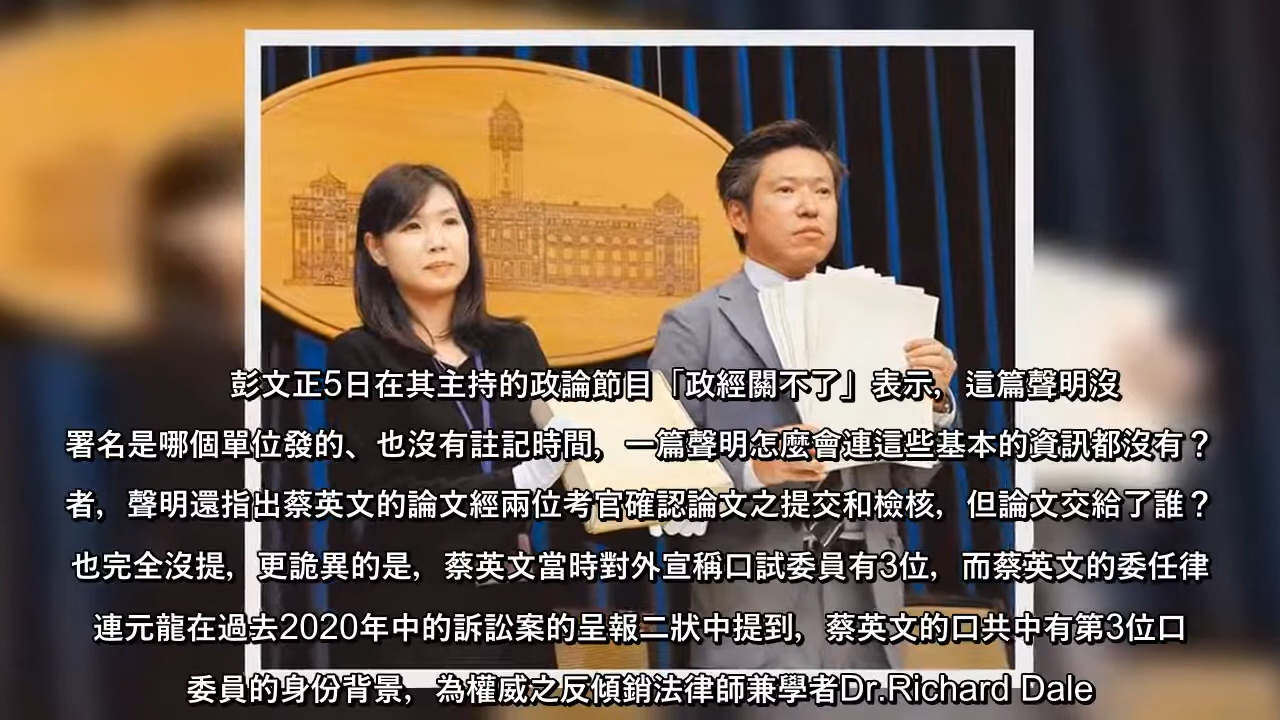 彭文正5日在其主持的政論節目「政經關不了」表示，這篇聲明沒
署名是哪個單位發的、也沒有註記時間，一篇聲明怎麼會連這些基本的資訊都沒有？
者，聲明還指出蔡英文的論文經兩位考官確認論文之提交和檢核，但論文交給了誰？
也完全沒提，更詭異的是，蔡英文當時對外宣稱口試委員有3位，而蔡英文的委任律
連元龍在過去2020年中的訴訟案的呈報二狀中提到，蔡英文的口共中有第3位口
委員的身份背景，為權威之反傾銷法律師兼學者Dr.Richard Dale